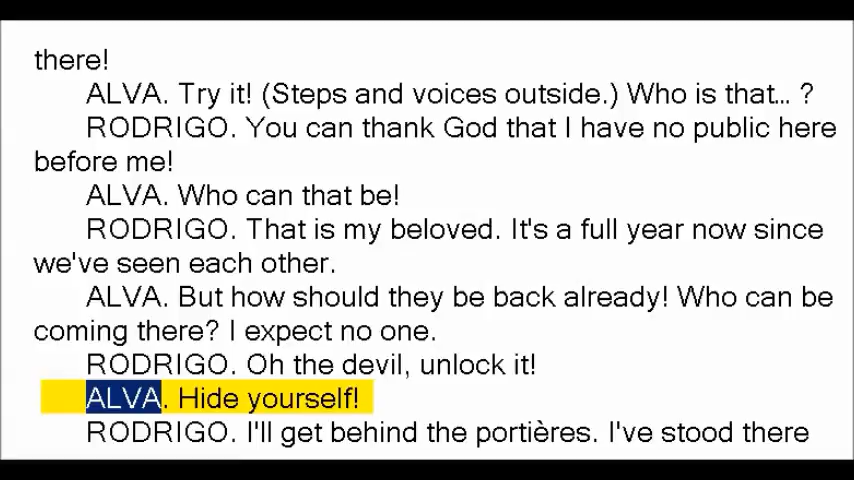 there!
ALVA. Try it! (Steps and voices outside.) Who is that... ?
RODRIGO. You can thank God that I have no public here
before me!
ALVA. Who can that be!
RODRIGO. That is my beloved. It's a full year now since
we've seen each other.
ALVA. But how should they be back already! Who can be
coming there? I expect no one.
RODRIGO. Oh the devil, unlock it!
ALVA. Hide yourself!
RODRIGO. I'll get behind the portières. I've stood there